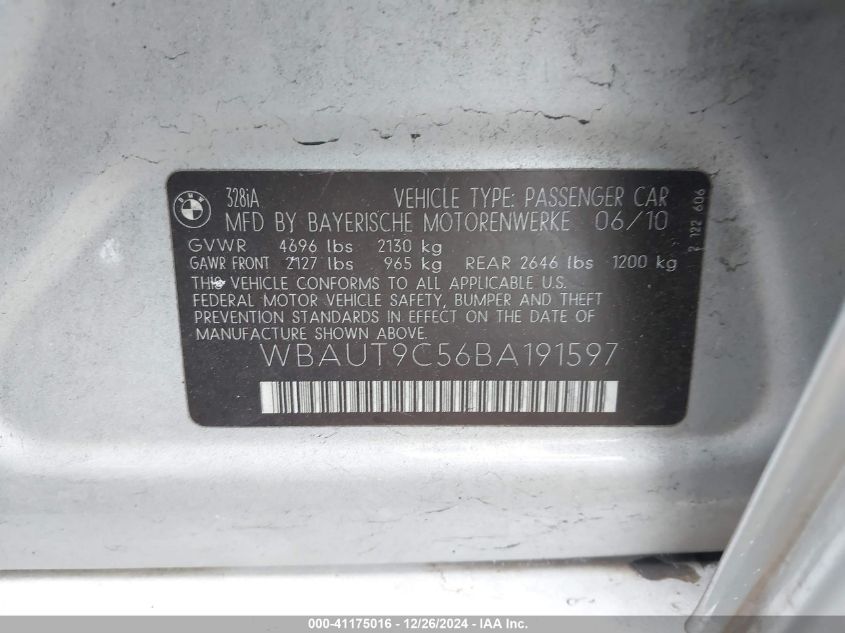 BMW
328iA VEHICLE TYPE: PASSENGER CAR
MFD BY BAYERISCHE MOTORENWERKE 06/10
GVWR 4696 lbs 2130 kg
GAWR FRONT 2127 lbs 965 kg REAR 2646 lbs 1200 kg
THIS VEHICLE CONFORMS TO ALL APPLICABLE U.S.
FEDERAL MOTOR VEHICLE SAFETY, BUMPER AND THEFT
PREVENTION STANDARDS IN EFFECT ON THE DATE OF
MANUFACTURE SHOWN ABOVE.
WBAUT9C56BA191597
2 122 606
000-41175016 - 12/26/2024 - IAA Inc.